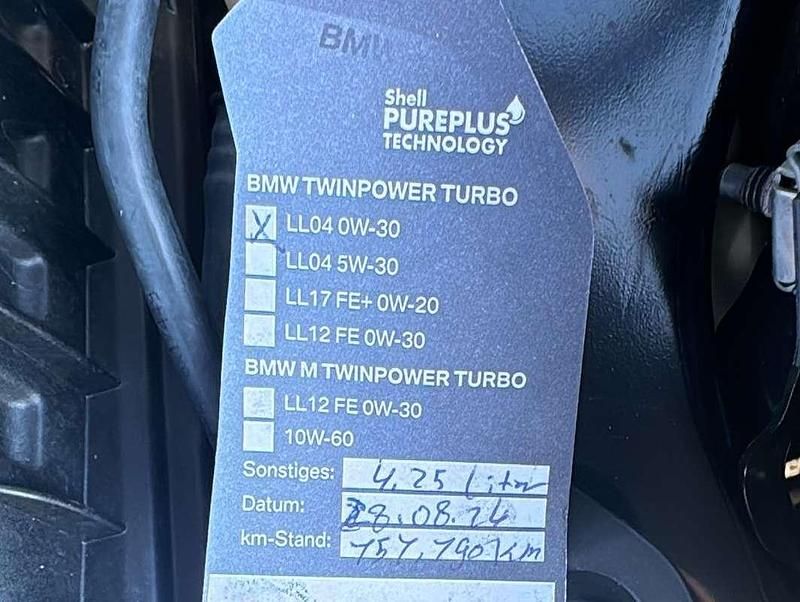 BMW
Shell
PUREPLUS
TECHNOLOGY
BMW TWINPOWER TURBO
X LL04 0W-30
LL04 5W-30
LL17 FE+ 0W-20
LL12 FE 0W-30
BMW M TWINPOWER TURBO
LL12 FE 0W-30
10W-60
Sonstiges: 4,25 Liter
Datum: 28.08.24
km-Stand: 157.790 km